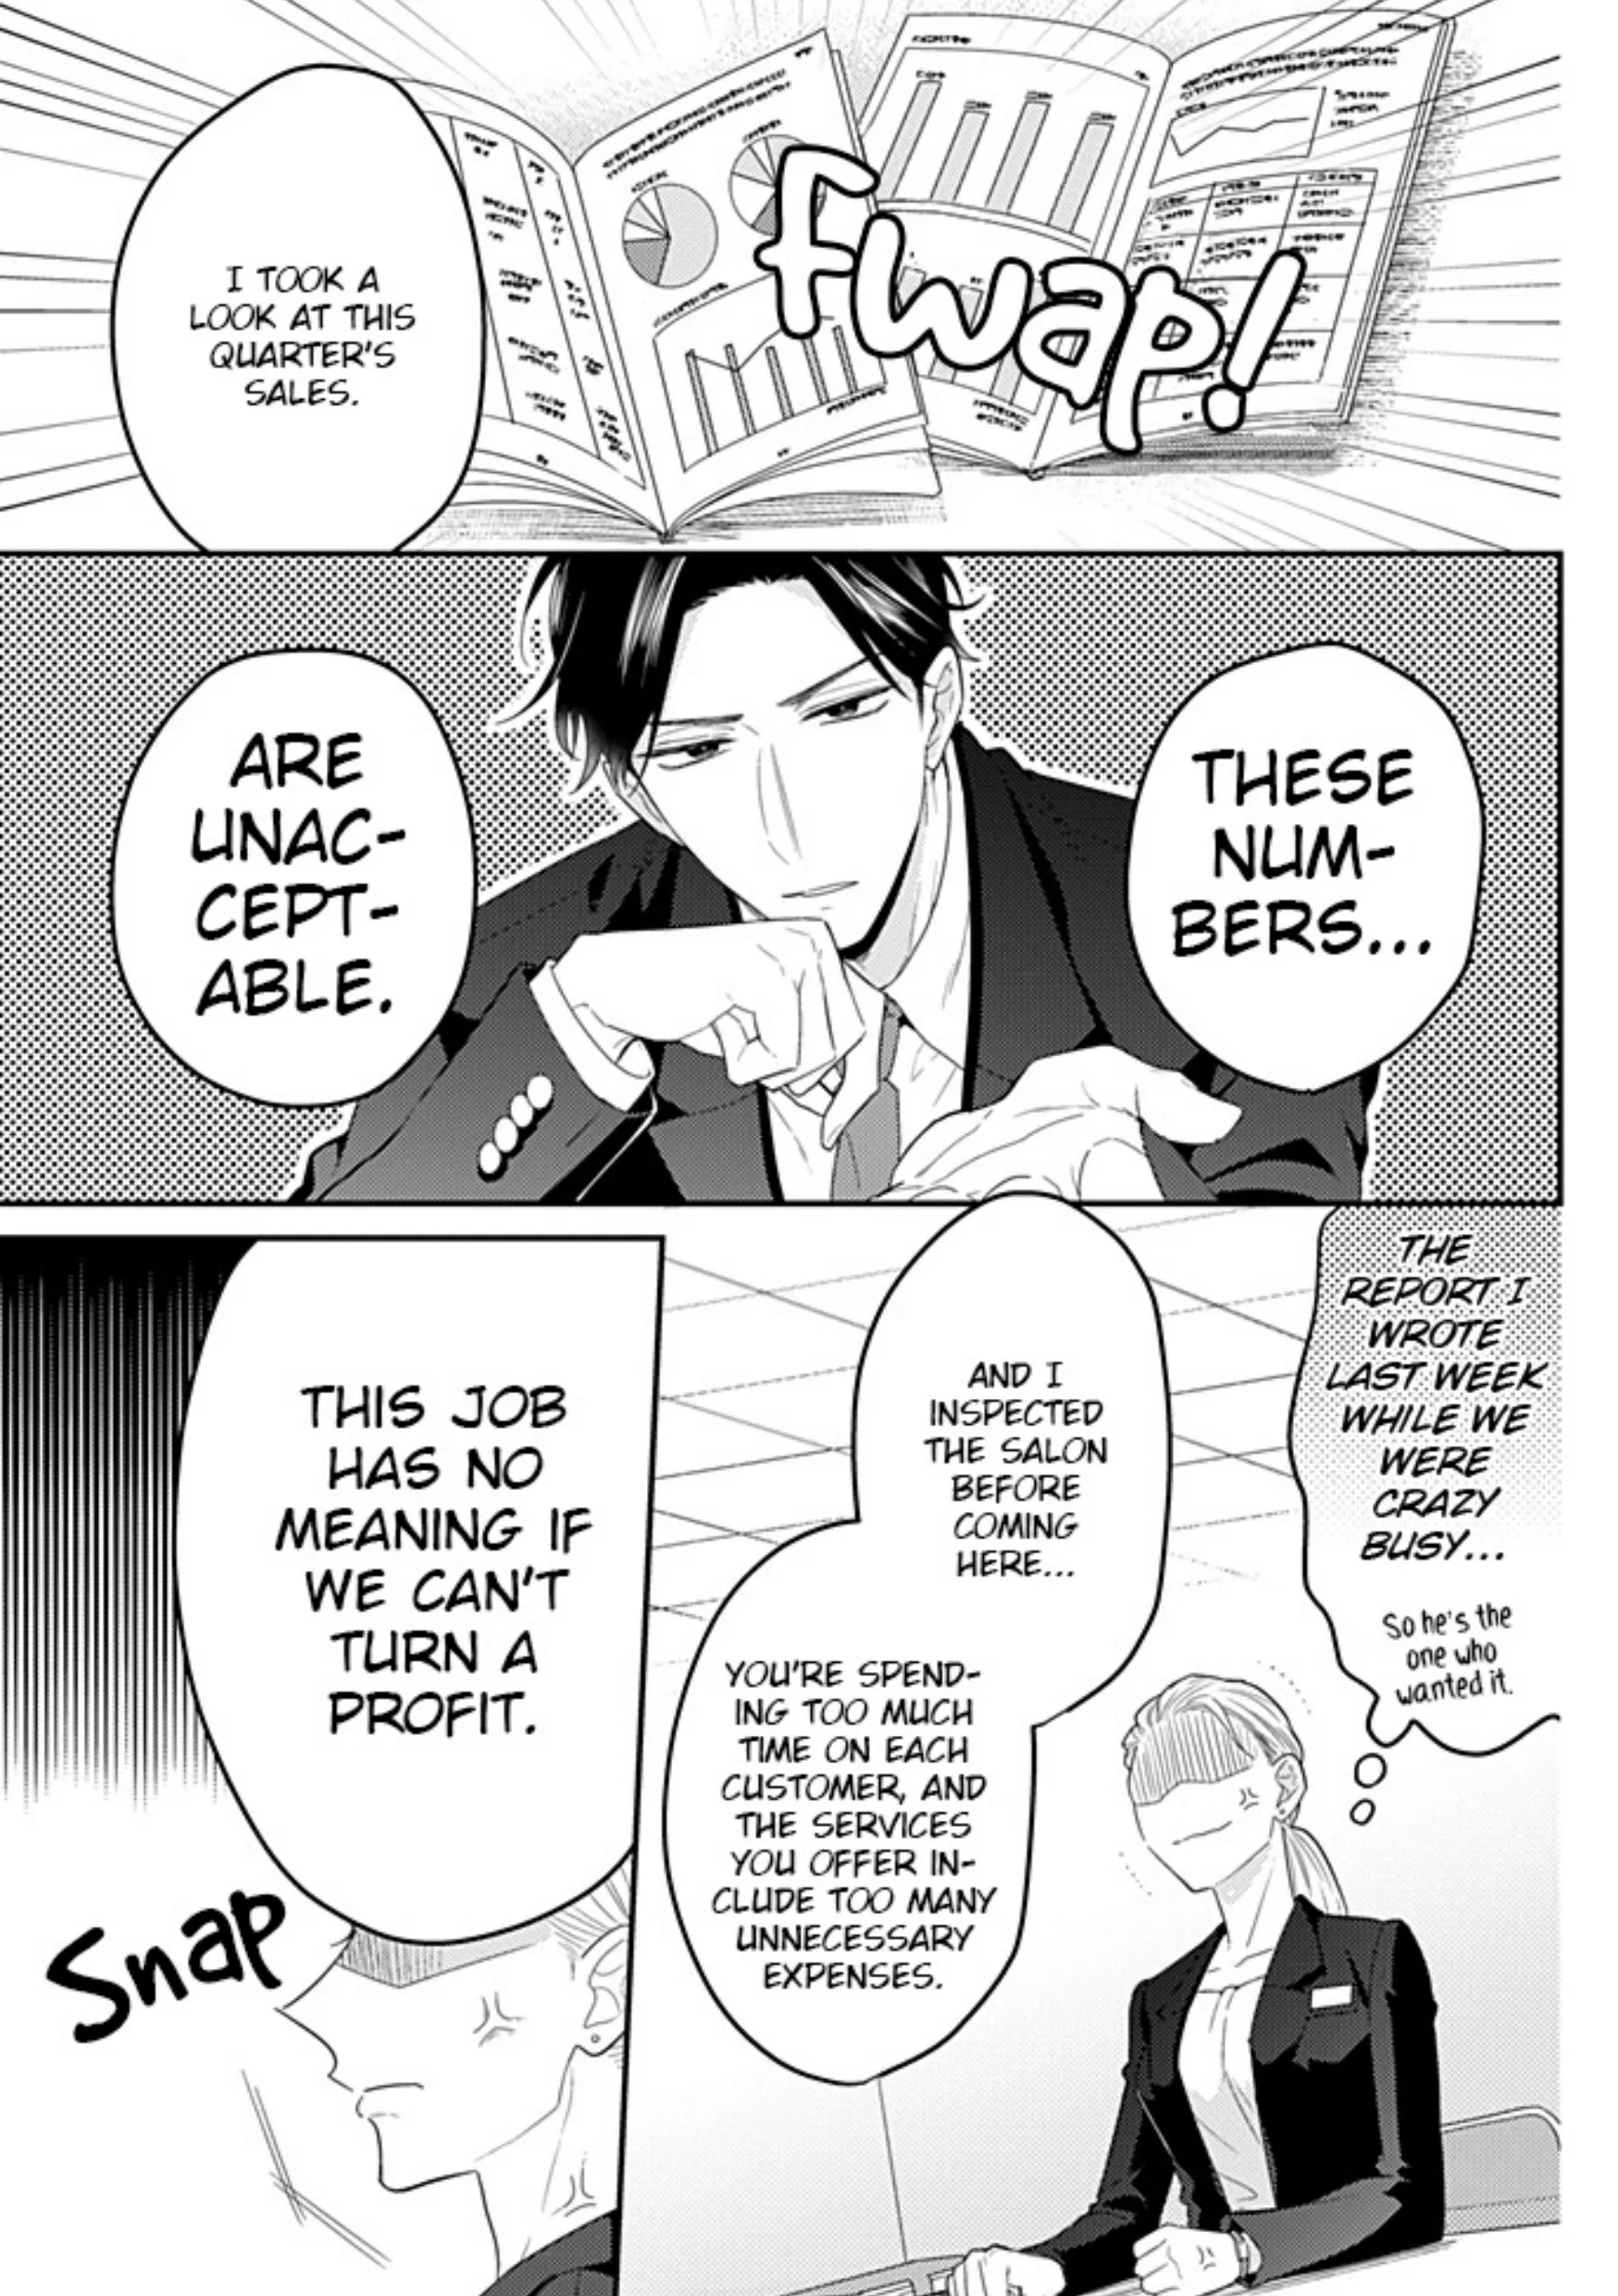 FWAP!
I TOOK A
LOOK AT THIS
QUARTER'S
SALES.
THESE
NUM-
BERS...
ARE
UNAC-
CEPT-
ABLE.
THE
REPORT I
WROTE
LAST WEEK
WHILE WE
WERE
CRAZY
BUSY...
So he's the
one who
wanted it.
AND I
INSPECTED
THE SALON
BEFORE
COMING
HERE...
YOU'RE SPEND-
ING TOO MUCH
TIME ON EACH
CUSTOMER, AND
THE SERVICES
YOU OFFER IN-
CLUDE TOO MANY
UNNECESSARY
EXPENSES.
THIS JOB
HAS NO
MEANING IF
WE CAN'T
TURN A
PROFIT.
Snap